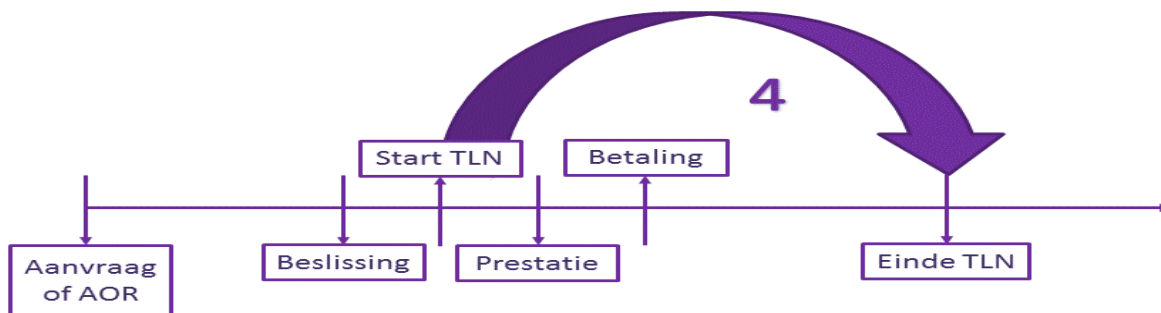 4
Start TLN
Betaling
Aanvraag
of AOR
Beslissing
Prestatie
Einde TLN